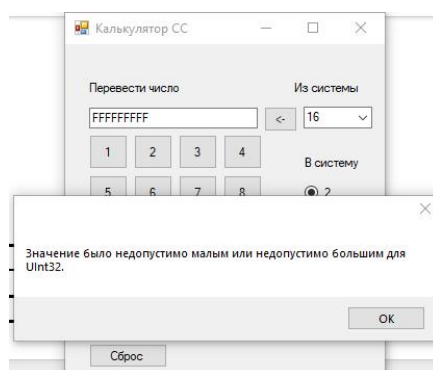 Калькулятор СС
Перевести число
Из системы
FFFFFFFFF
<-
16
1 2 3 4
В систему
5 6 7 8
2
Значение было недопустимо малым или недопустимо большим для
UInt32.
ОК
Сброс